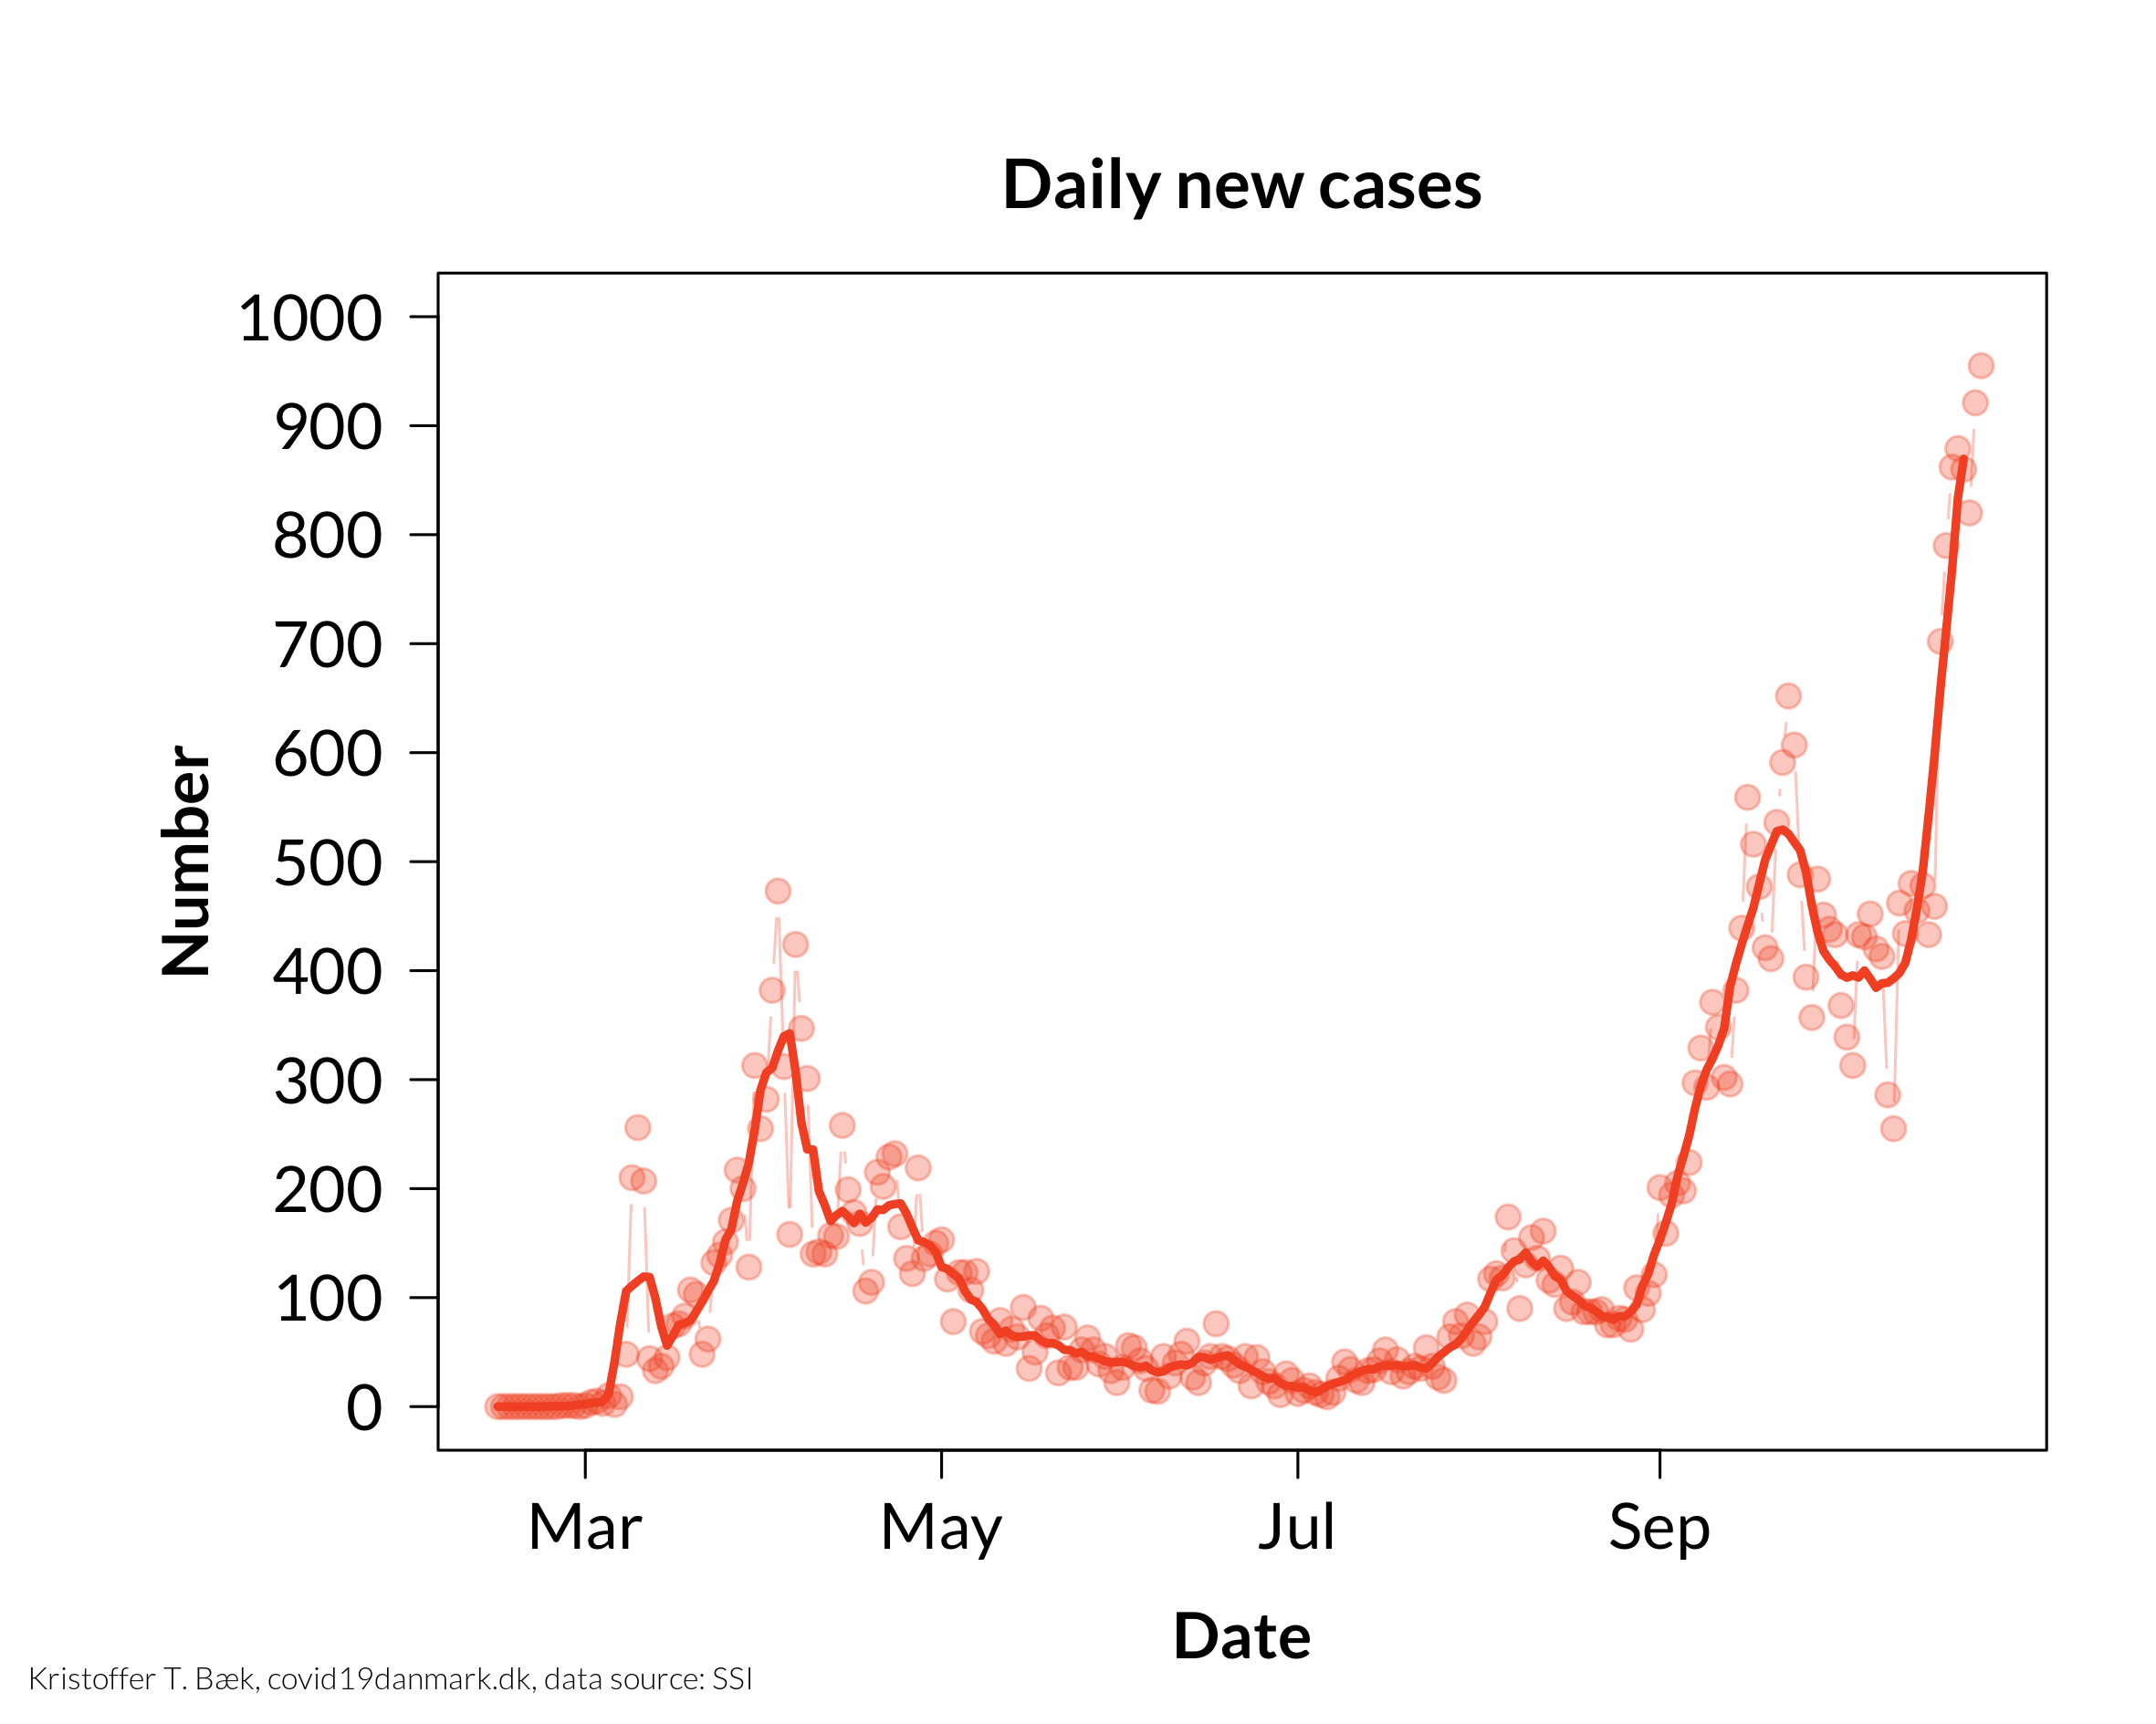 Daily new cases
Number
1000
900
800
700
600
500
400
300
200
100
0
Mar May Jul Sep
Date
Kristoffer T. Bæk, covid19danmark.dk, data source: SSI